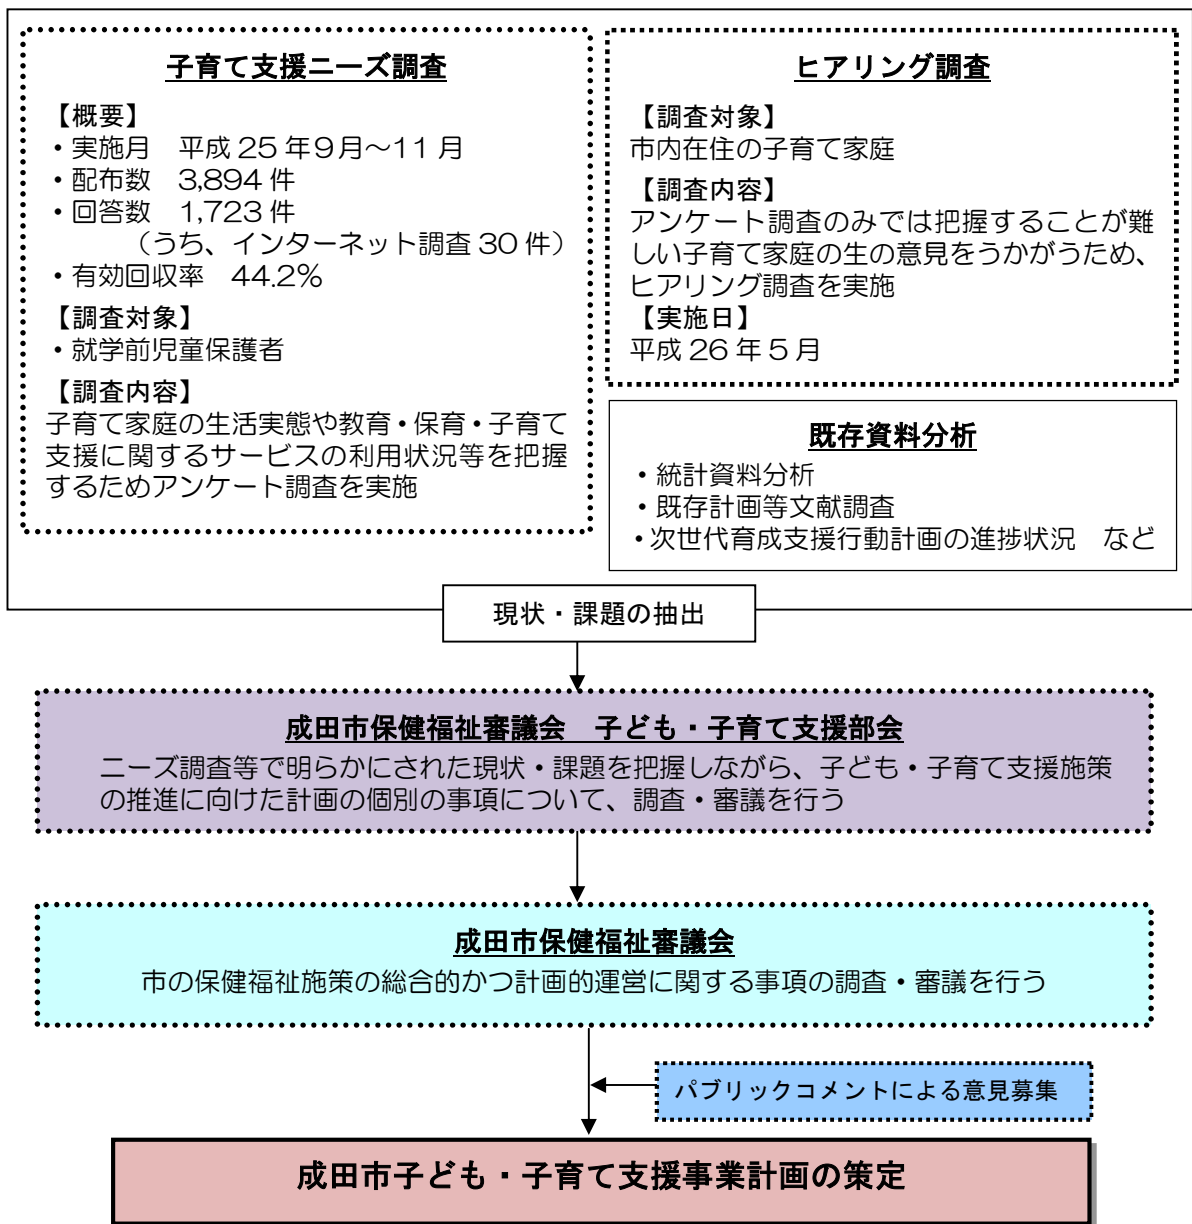 子育て支援ニーズ調査
【概要】
・実施月　平成 25 年９月～11 月
・配布数　3,894 件
・回答数　1,723 件
（うち、インターネット調査 30 件）
・有効回収率　44.2％
【調査対象】
・就学前児童保護者
【調査内容】
子育て家庭の生活実態や教育・保育・子育て
支援に関するサービスの利用状況等を把握
するためアンケート調査を実施
ヒアリング調査
【調査対象】
市内在住の子育て家庭
【調査内容】
アンケート調査のみでは把握することが難
しい子育て家庭の生の意見をうかがうため、
ヒアリング調査を実施
【実施日】
平成 26 年 5 月
既存資料分析
・統計資料分析
・既存計画等文献調査
・次世代育成支援行動計画の進捗状況　など
現状・課題の抽出
成田市保健福祉審議会　子ども・子育て支援部会
ニーズ調査等で明らかにされた現状・課題を把握しながら、子ども・子育て支援施策
の推進に向けた計画の個別の事項について、調査・審議を行う
成田市保健福祉審議会
市の保健福祉施策の総合的かつ計画的運営に関する事項の調査・審議を行う
パブリックコメントによる意見募集
成田市子ども・子育て支援事業計画の策定